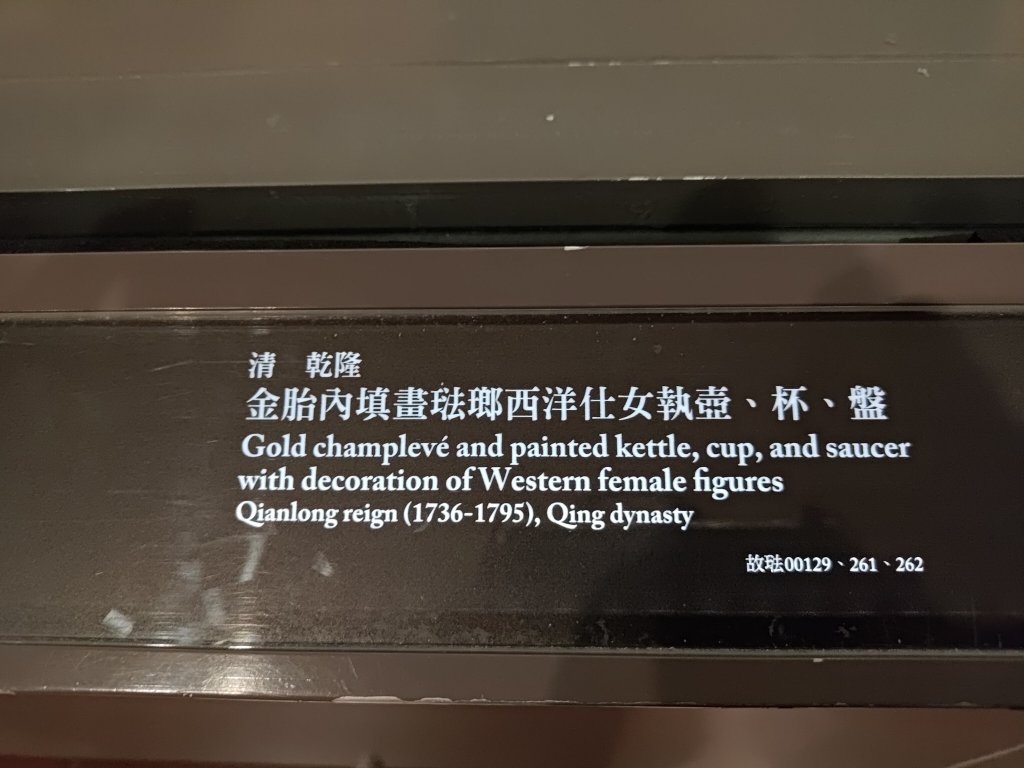 清　乾隆
金胎內填畫琺瑯西洋仕女執壺、杯、盤
Gold champlevé and painted kettle, cup, and saucer
with decoration of Western female figures
Qianlong reign (1736-1795), Qing dynasty
故琺00129、261、262